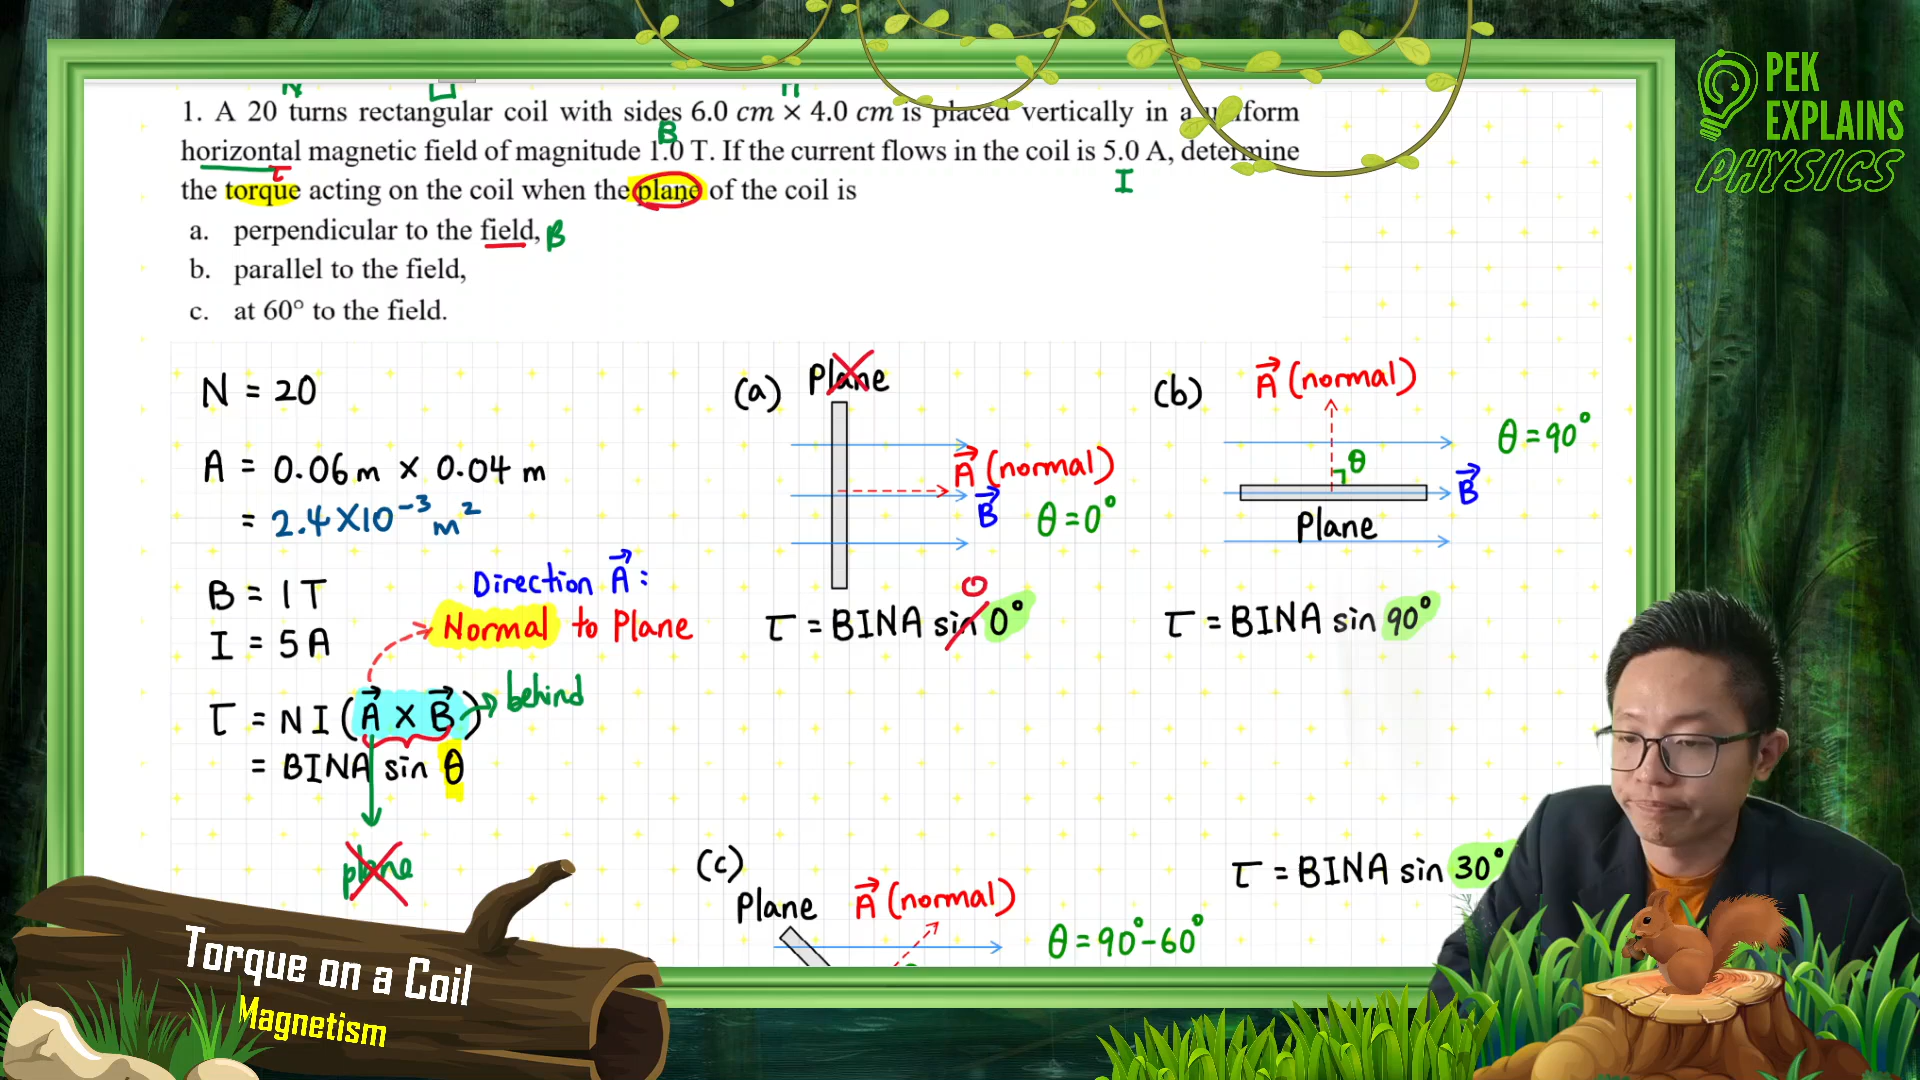 PEK
EXPLAINS
PHYSICS
1. A 20 turns rectangular coil with sides 6.0 cm × 4.0 cm is placed vertically in a uniform
horizontal magnetic field of magnitude 1.0 T. If the current flows in the coil is 5.0 A, determine
the torque acting on the coil when the plane of the coil is
a. perpendicular to the field,
b. parallel to the field,
c. at 60° to the field.
B
τ
I
B
N = 20
A = 0.06 m × 0.04 m
= 2.4 × 10⁻³ m²
B = 1 T
I = 5 A
Direction A⃗ :
Normal to Plane
τ = N I (A⃗ × B⃗)
behind
= BINA sin θ
plane
(a)
Plane
A⃗ (normal)
B⃗
θ = 0°
0
τ = BINA sin 0°
(b)
A⃗ (normal)
θ = 90°
θ
B⃗
Plane
τ = BINA sin 90°
(c)
Plane
A⃗ (normal)
θ = 90° - 60°
τ = BINA sin 30°
Torque on a Coil
Magnetism